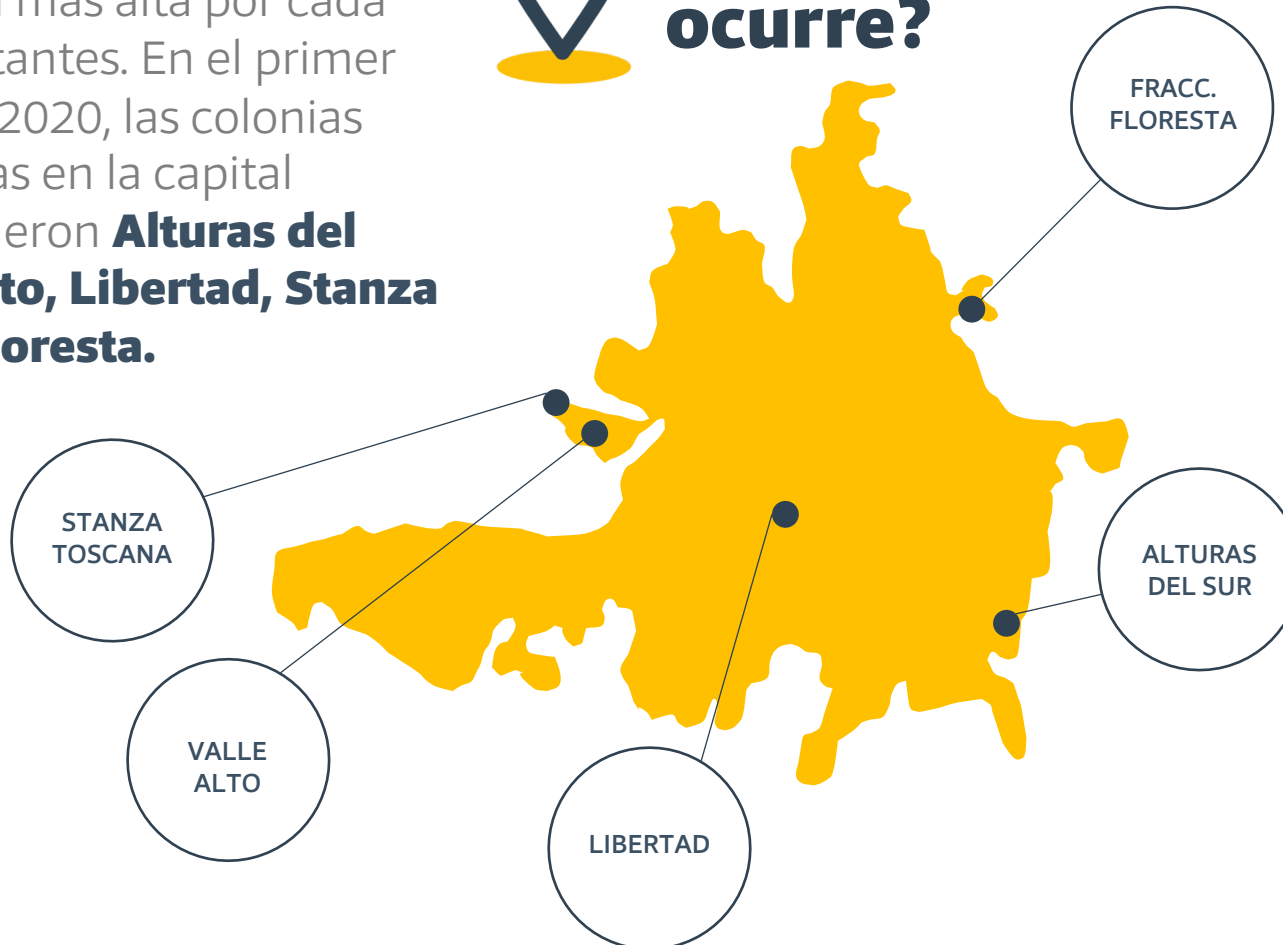 más alta por cada
tantes. En el primer
2020, las colonias
as en la capital
eron Alturas del
to, Libertad, Stanza
oresta.
ocurre?
FRACC.
FLORESTA
STANZA
TOSCANA
ALTURAS
DEL SUR
VALLE
ALTO
LIBERTAD